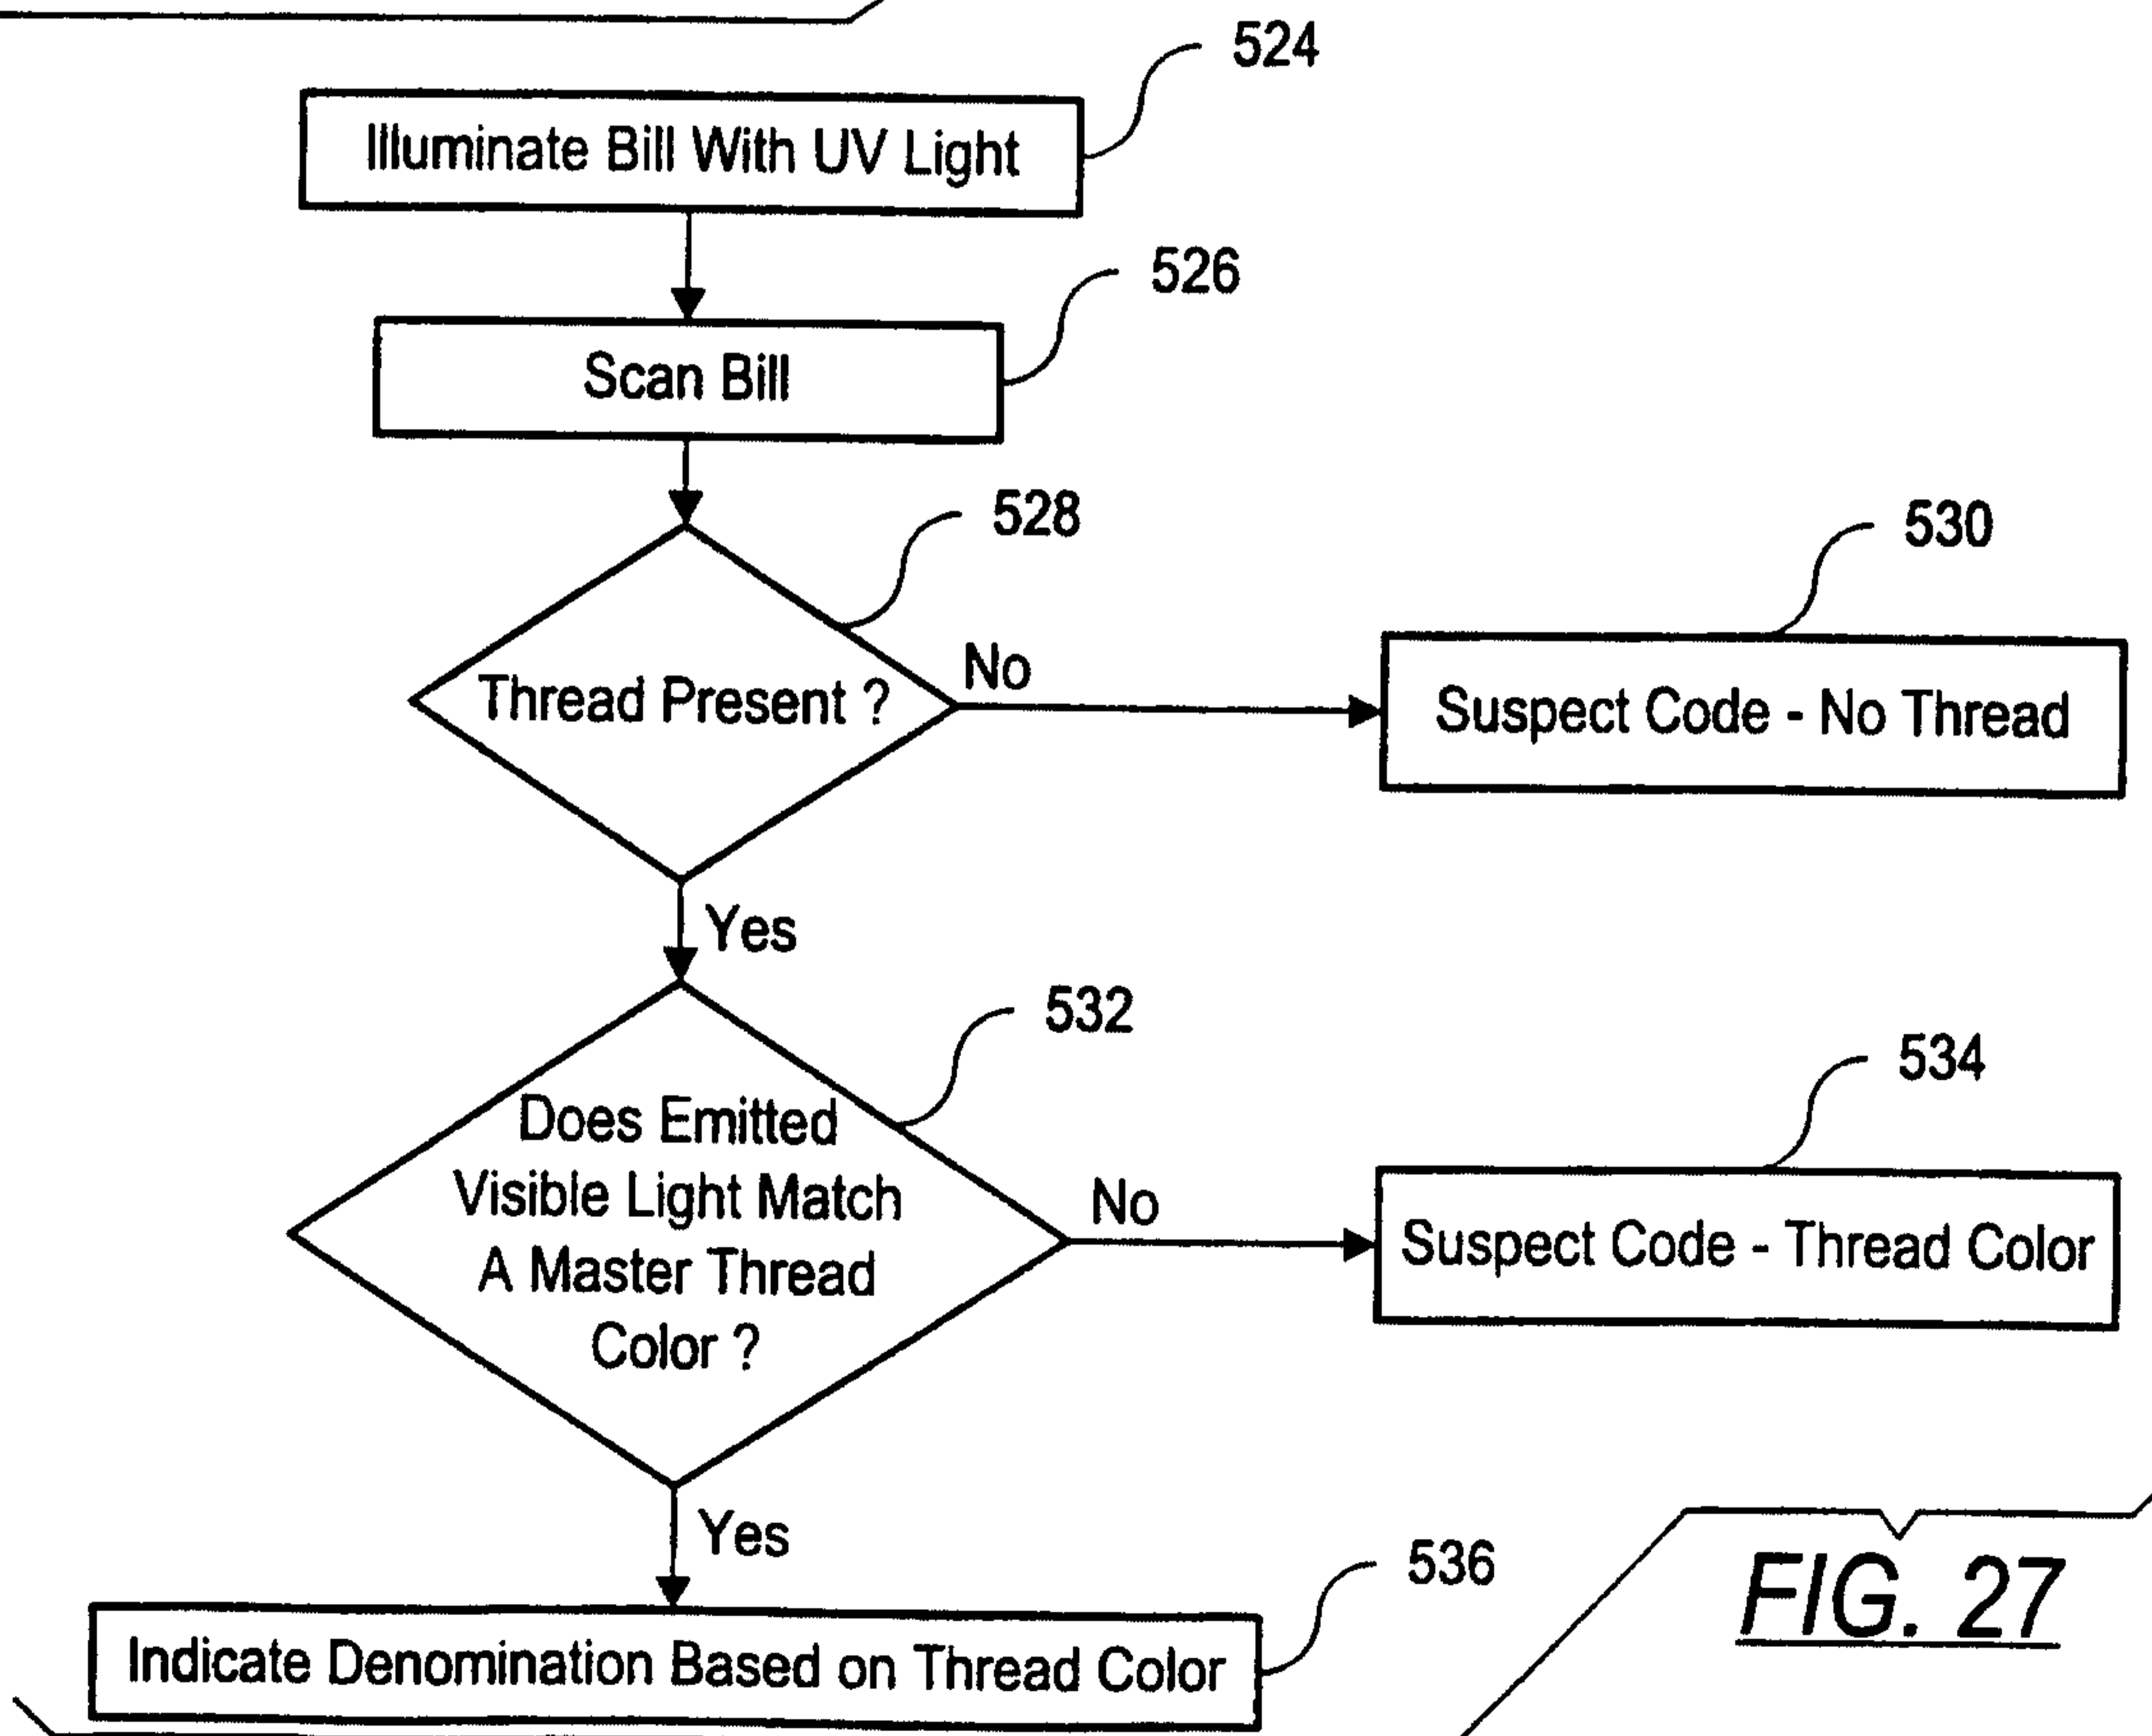 524
Illuminate Bill With UV Light
526
Scan Bill
528
530
Thread Present ?
No
Suspect Code - No Thread
Yes
532
534
Does Emitted
Visible Light Match
A Master Thread
Color ?
No
Suspect Code - Thread Color
Yes
536
Indicate Denomination Based on Thread Color
FIG. 27